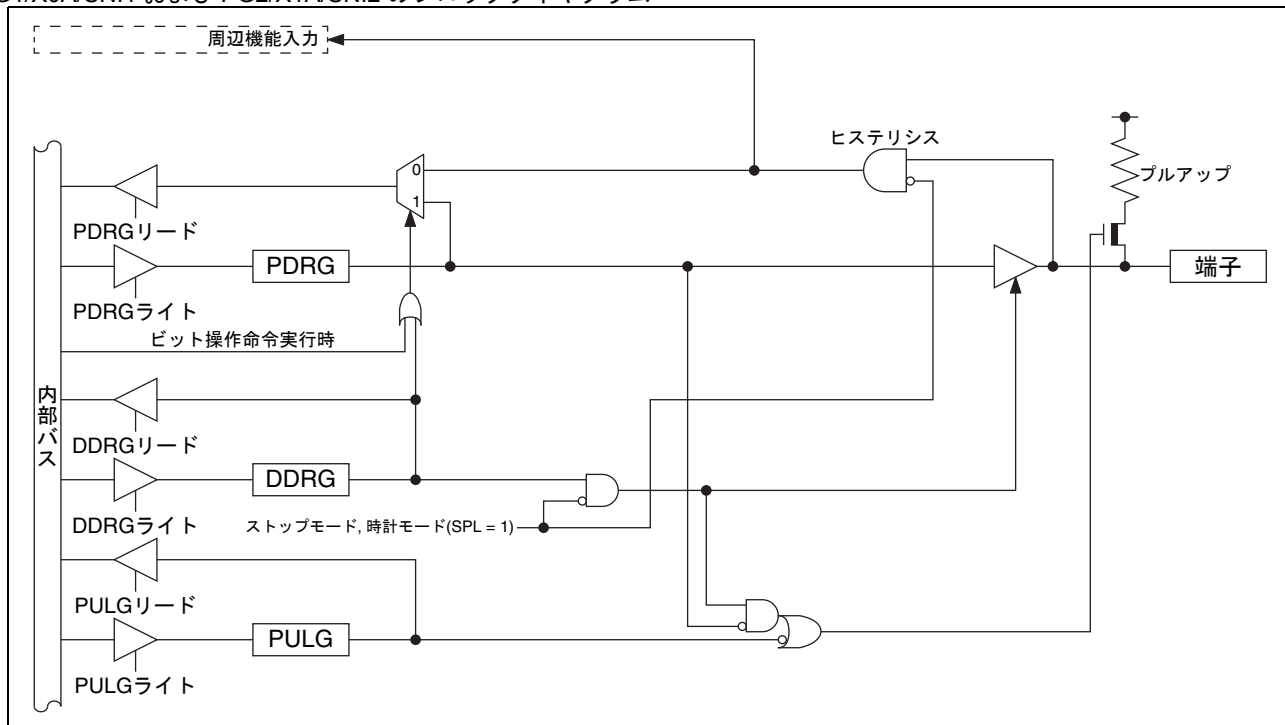 周辺機能入力
ヒステリシス
プルアップ
0
1
PDRGリード
PDRG
端子
PDRGライト
ビット操作命令実行時
内部バス
DDRGリード
DDRG
DDRGライト
ストップモード, 時計モード(SPL = 1)
PULGリード
PULG
PULGライト